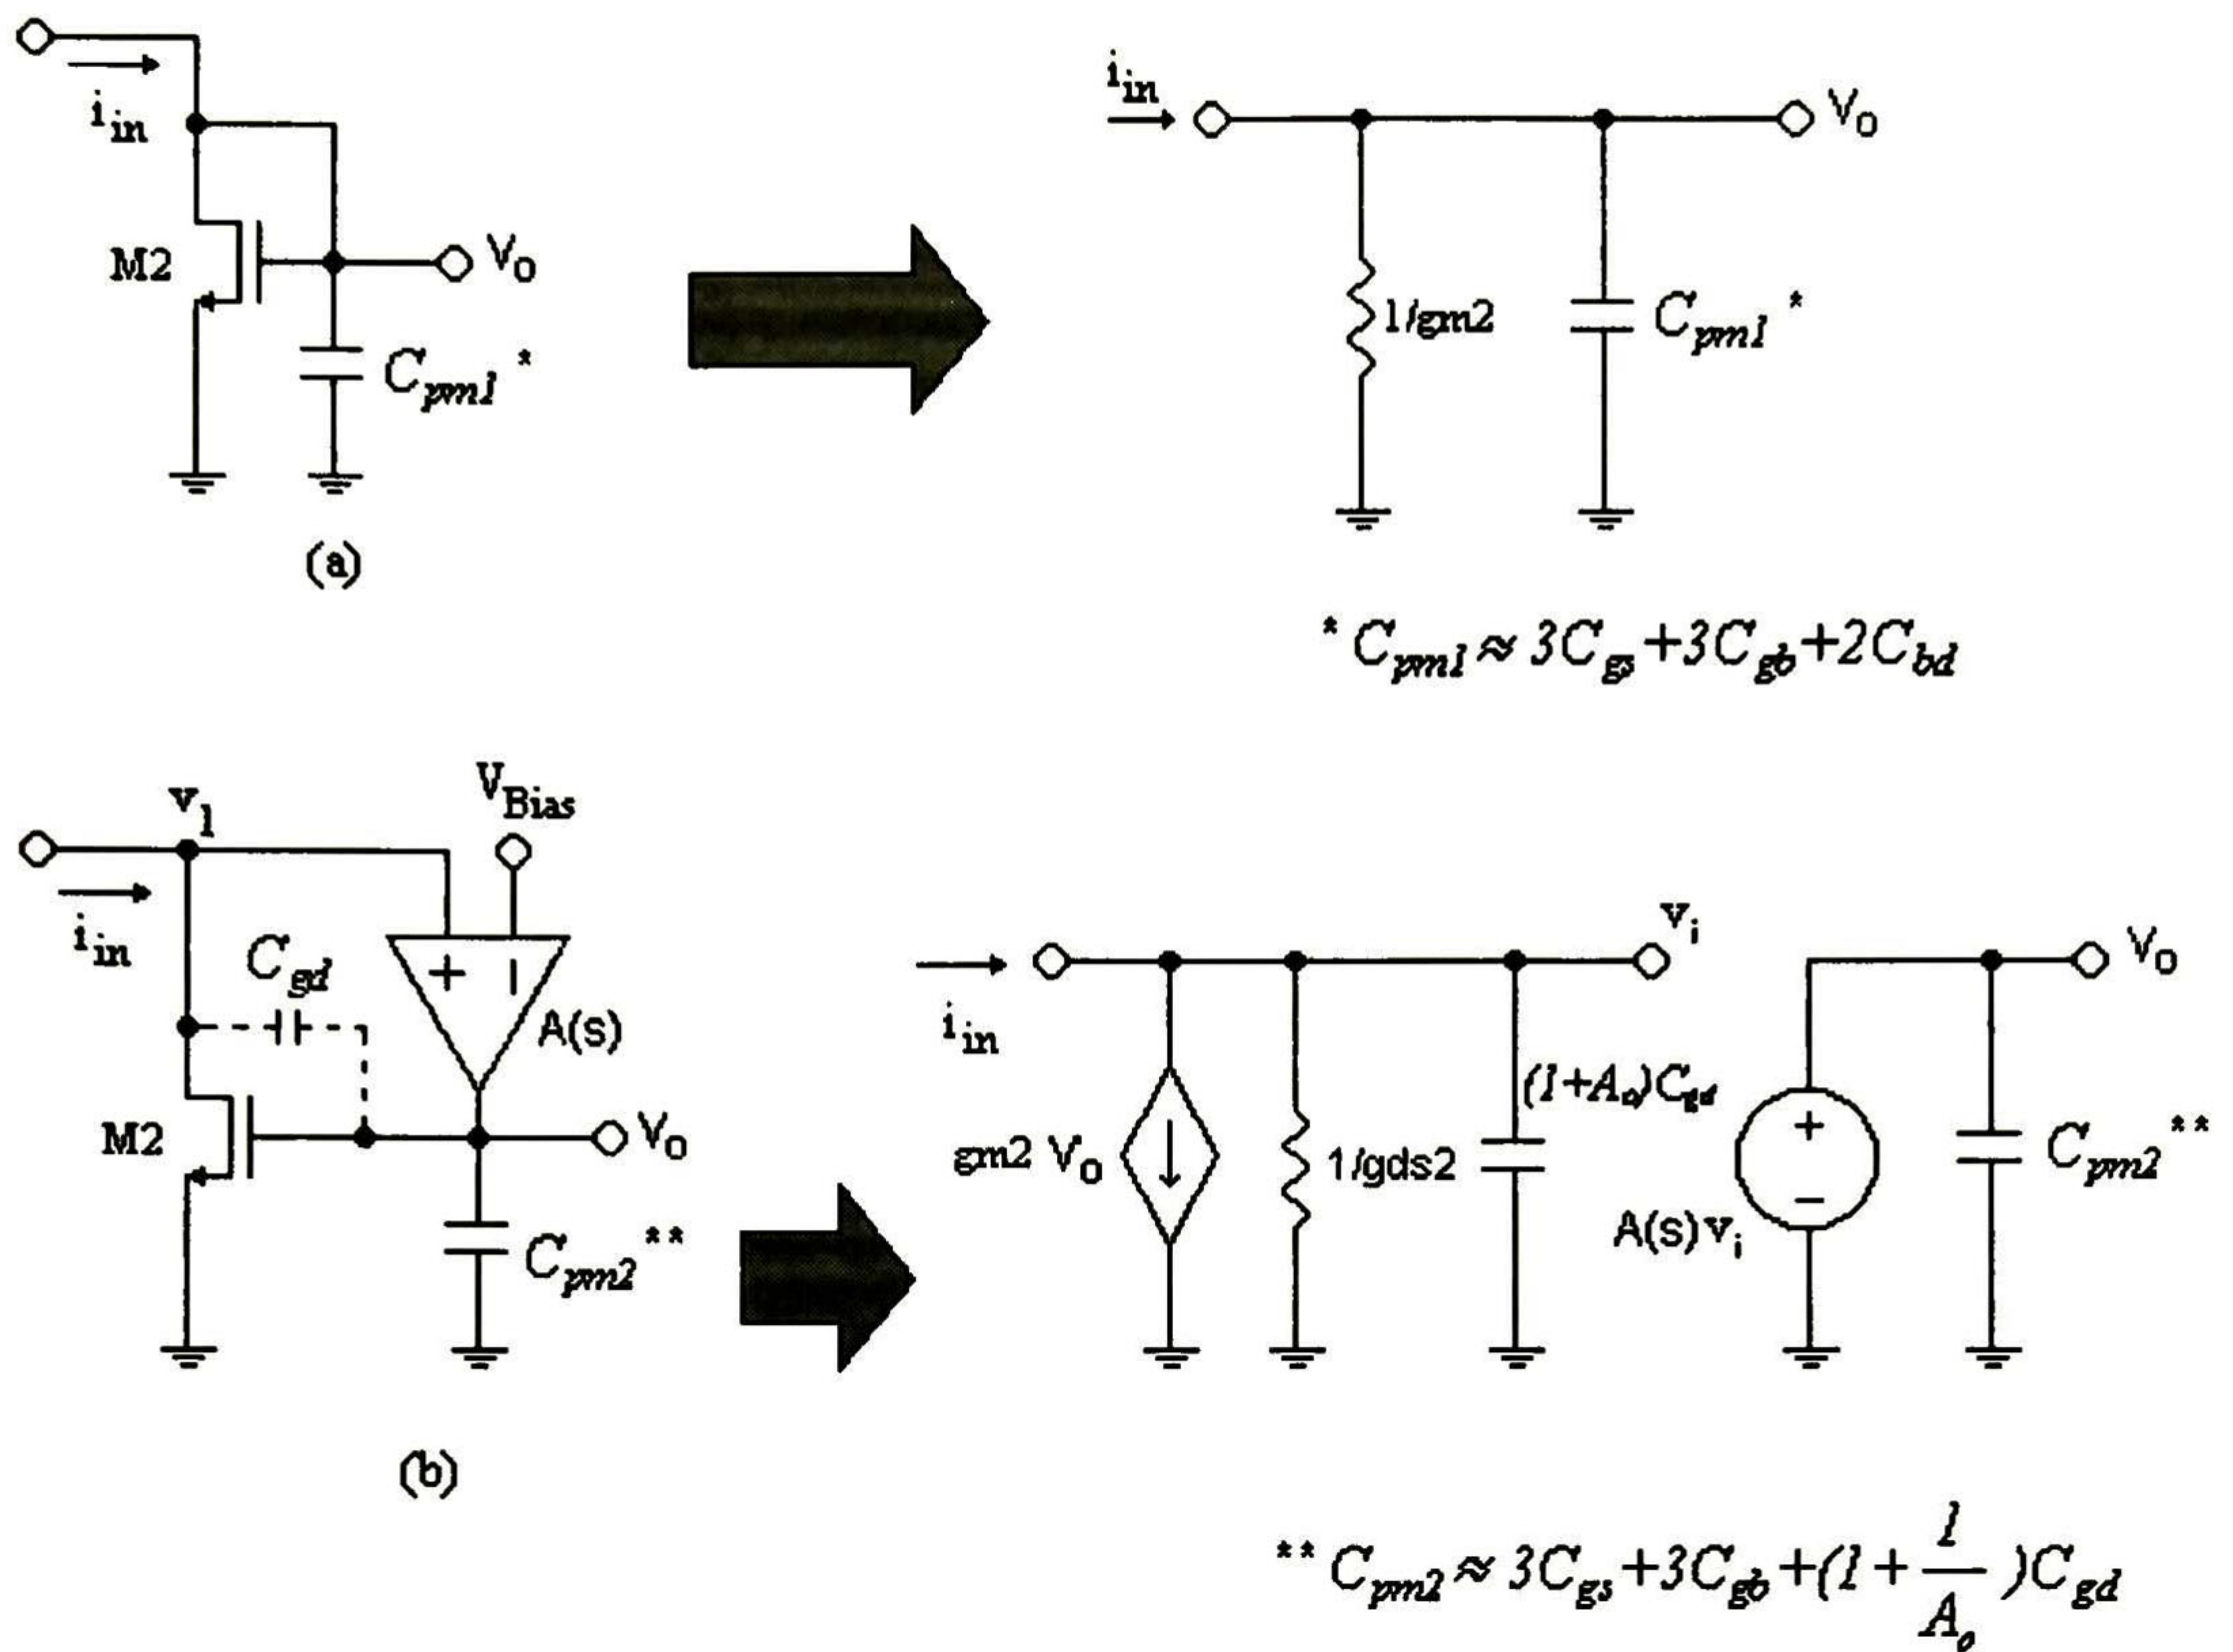 i_in
i_in
V_O
M2
V_O
1/gm2
C_pm1 *
C_pm1 *
(a)
* C_pm1 ≈ 3C_gs+3C_gb+2C_bd
v_1
V_Bias
i_in
C_gd
+ −
A(s)
M2
V_O
C_pm2 **
(b)
v_i
V_O
i_in
(1+A_o)C_gd
gm2 V_O
1/gds2
+
−
A(s)v_i
C_pm2 **
** C_pm2 ≈ 3C_gs+3C_gb+(1+1/A_o)C_gd